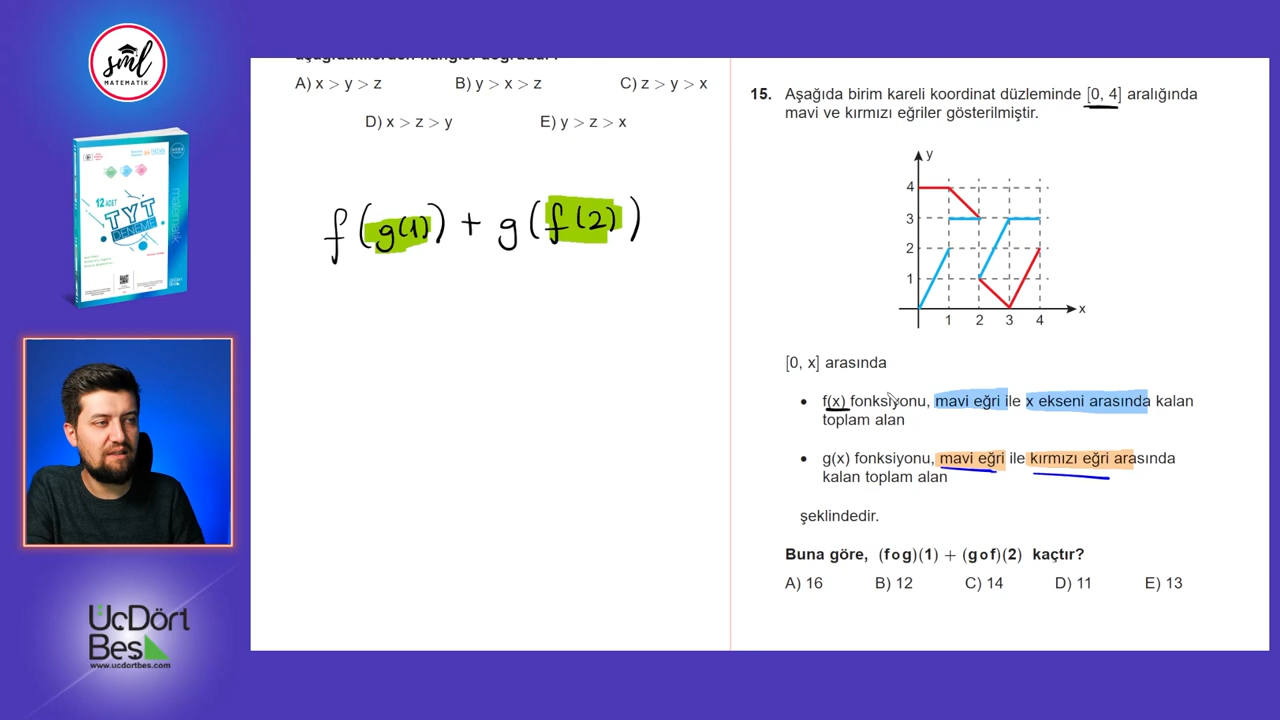 sml
MATEMATİK
12 ADET
TYT
DENEME
matematik
ÜçDört
Beş
www.ucdortbes.com
A) x > y > z B) y > x > z C) z > y > x
D) x > z > y E) y > z > x
f(g(1)) + g(f(2))
15. Aşağıda birim kareli koordinat düzleminde [0, 4] aralığında
mavi ve kırmızı eğriler gösterilmiştir.
y
4
3
2
1
1 2 3 4 x
[0, x] arasında
• f(x) fonksiyonu, mavi eğri ile x ekseni arasında kalan
toplam alan
• g(x) fonksiyonu, mavi eğri ile kırmızı eğri arasında
kalan toplam alan
şeklindedir.
Buna göre, (fog)(1) + (gof)(2) kaçtır?
A) 16 B) 12 C) 14 D) 11 E) 13